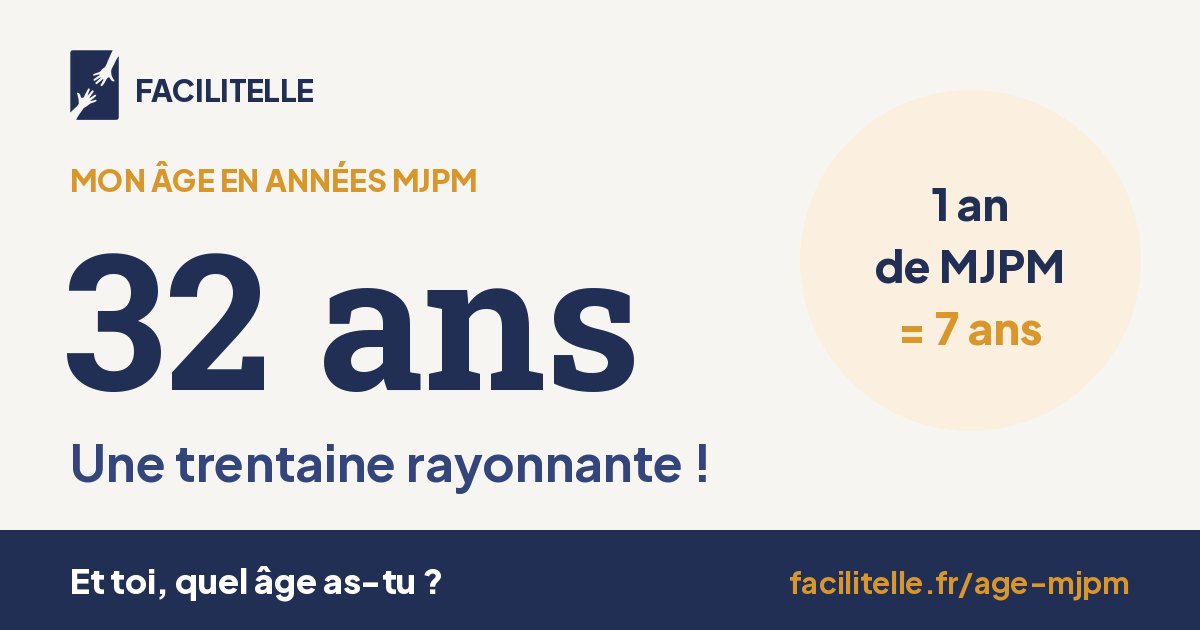 FACILITELLE
MON ÂGE EN ANNÉES MJPM
32 ans
Une trentaine rayonnante !
1 an
de MJPM
= 7 ans
Et toi, quel âge as-tu ?
facilitelle.fr/age-mjpm